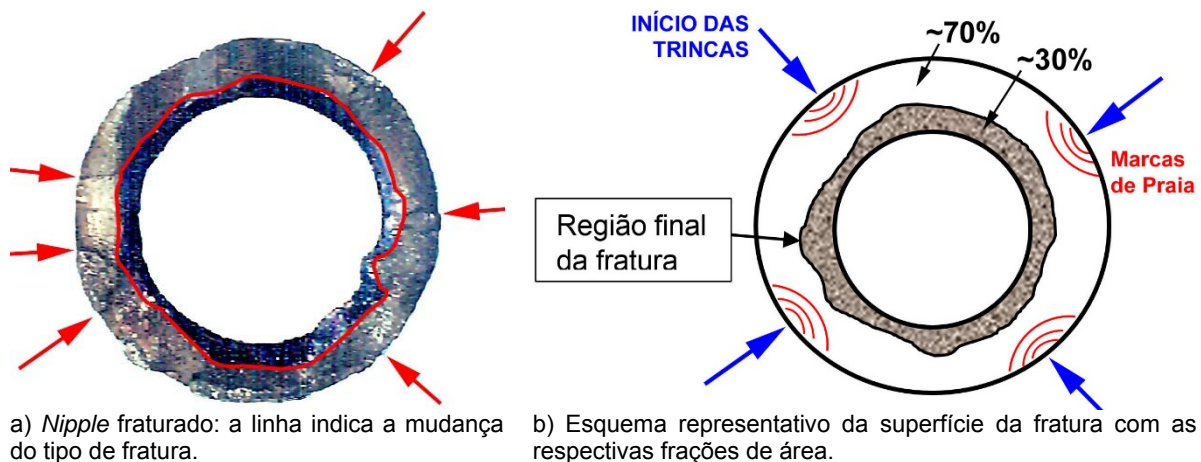 INÍCIO DAS
TRINCAS
~70%
~30%
Marcas
de Praia
Região final
da fratura
a) Nipple fraturado: a linha indica a mudança
do tipo de fratura.
b) Esquema representativo da superfície da fratura com as
respectivas frações de área.